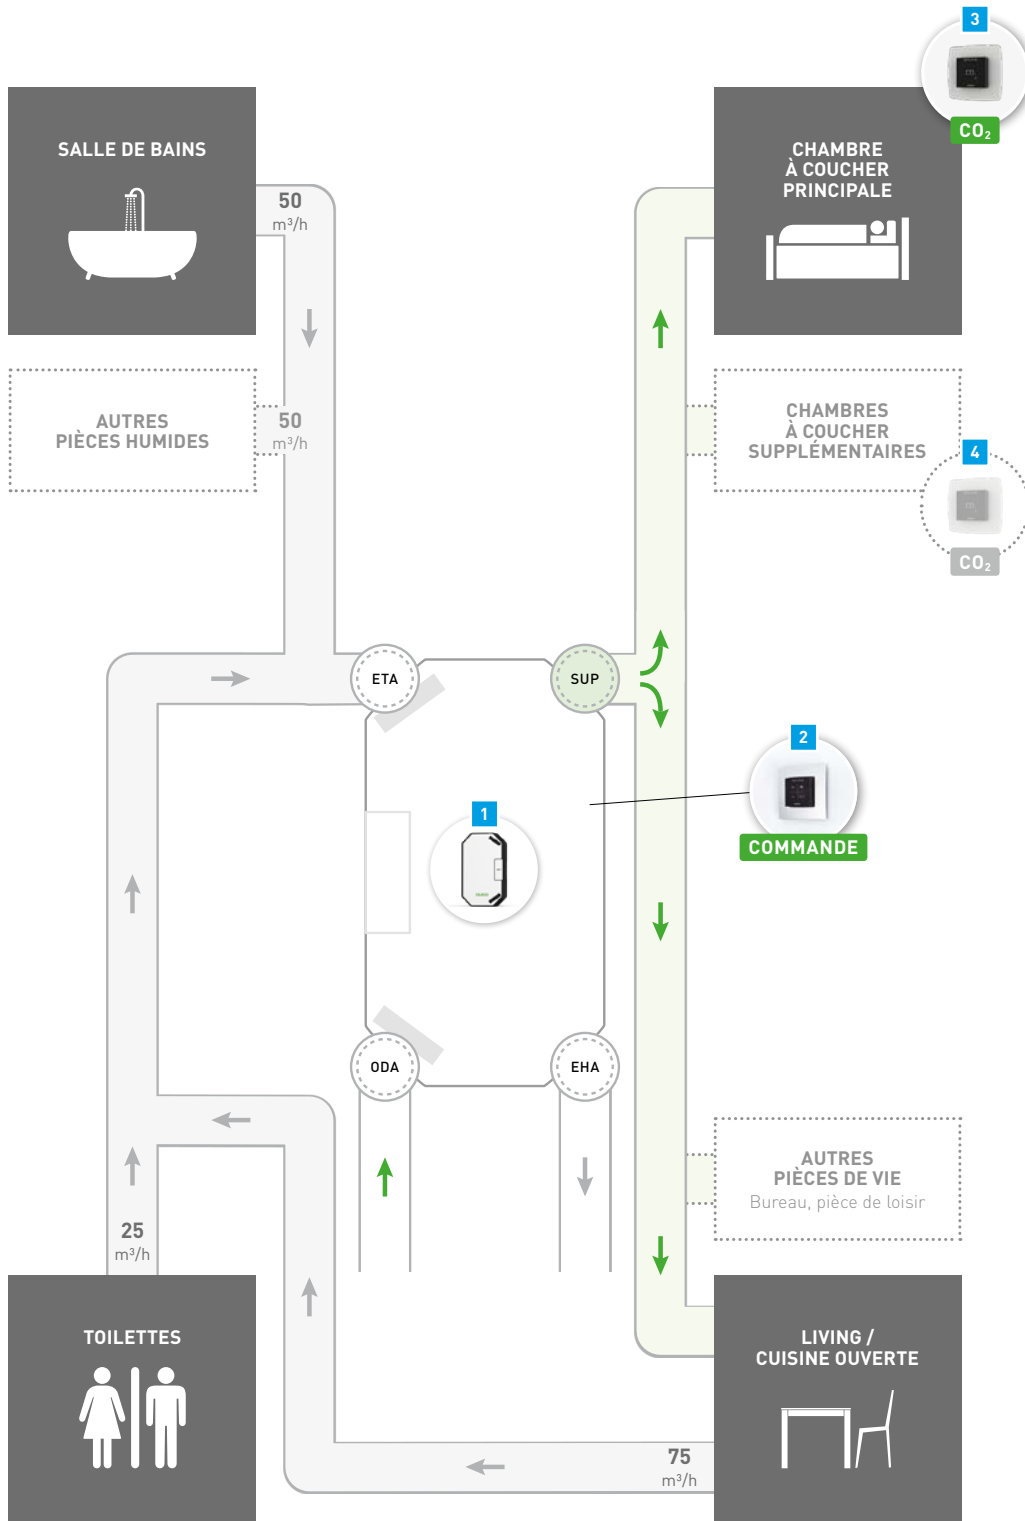 3
CO₂
SALLE DE BAINS
50
m³/h
CHAMBRE
À COUCHER
PRINCIPALE
AUTRES
PIÈCES HUMIDES
50
m³/h
CHAMBRES
À COUCHER
SUPPLÉMENTAIRES
4
CO₂
ETA
SUP
2
COMMANDE
1
ODA
EHA
AUTRES
PIÈCES DE VIE
Bureau, pièce de loisir
25
m³/h
TOILETTES
LIVING /
CUISINE OUVERTE
75
m³/h